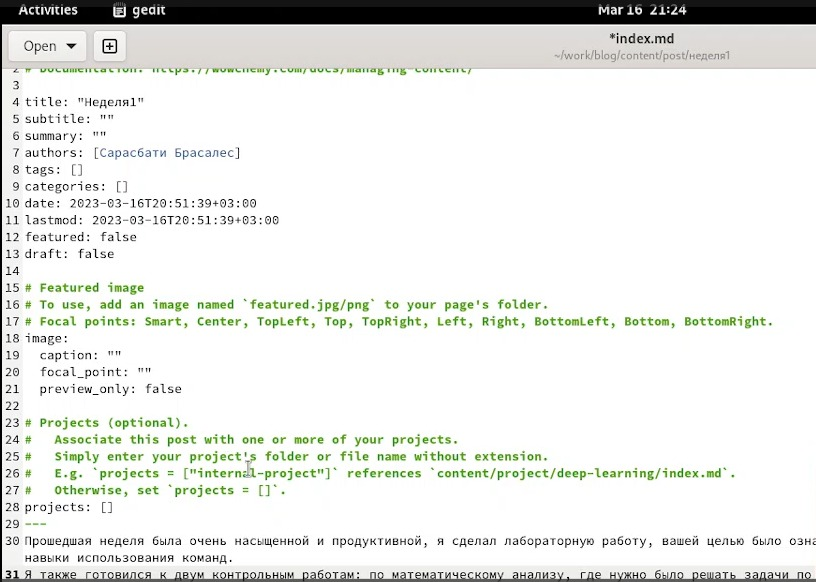 Activities gedit Mar 16 21:24
Open *index.md
~/work/blog/content/post/неделя1
2 # Documentation: https://wowchemy.com/docs/managing-content/
3
4 title: "Неделя1"
5 subtitle: ""
6 summary: ""
7 authors: [Сарасбати Брасалес]
8 tags: []
9 categories: []
10 date: 2023-03-16T20:51:39+03:00
11 lastmod: 2023-03-16T20:51:39+03:00
12 featured: false
13 draft: false
14
15 # Featured image
16 # To use, add an image named `featured.jpg/png` to your page's folder.
17 # Focal points: Smart, Center, TopLeft, Top, TopRight, Left, Right, BottomLeft, Bottom, BottomRight.
18 image:
19 caption: ""
20 focal_point: ""
21 preview_only: false
22
23 # Projects (optional).
24 # Associate this post with one or more of your projects.
25 # Simply enter your project's folder or file name without extension.
26 # E.g. `projects = ["internal-project"]` references `content/project/deep-learning/index.md`.
27 # Otherwise, set `projects = []`.
28 projects: []
29 ---
30 Прошедшая неделя была очень насыщенной и продуктивной, я сделал лабораторную работу, вашей целью было озна
навыки использования команд.
31 Я также готовился к двум контрольным работам: по математическому анализу, где нужно было решать задачи по